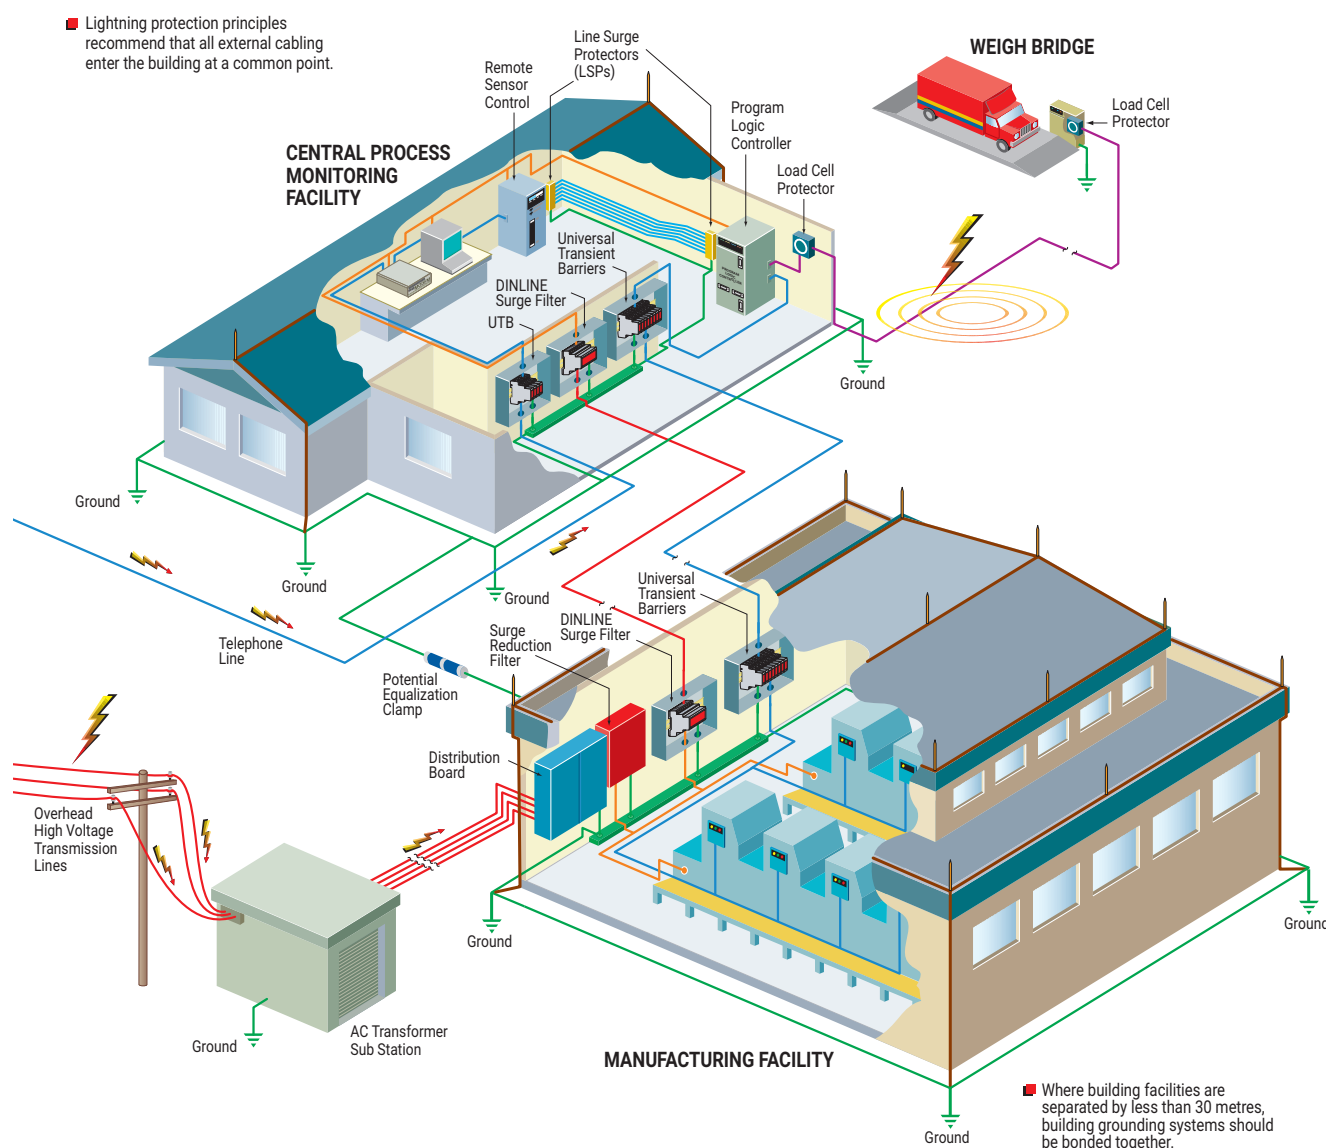 Lightning protection principles
recommend that all external cabling
enter the building at a common point.
Line Surge
Protectors
(LSPs)
WEIGH BRIDGE
Remote
Sensor
Control
Program
Logic
Controller
Load Cell
Protector
CENTRAL PROCESS
MONITORING
FACILITY
Load Cell
Protector
Universal
Transient
Barriers
DINLINE
Surge Filter
UTB
PROGRAM
LOGIC
CONTROLLER
Ground
Ground
Ground
Ground
Telephone
Line
Universal
Transient
Barriers
DINLINE
Surge Filter
Surge
Reduction
Filter
Potential
Equalization
Clamp
Distribution
Board
Overhead
High Voltage
Transmission
Lines
Ground
Ground
AC Transformer
Sub Station
Ground
MANUFACTURING FACILITY
Where building facilities are
separated by less than 30 metres,
building grounding systems should
be bonded together.
Ground